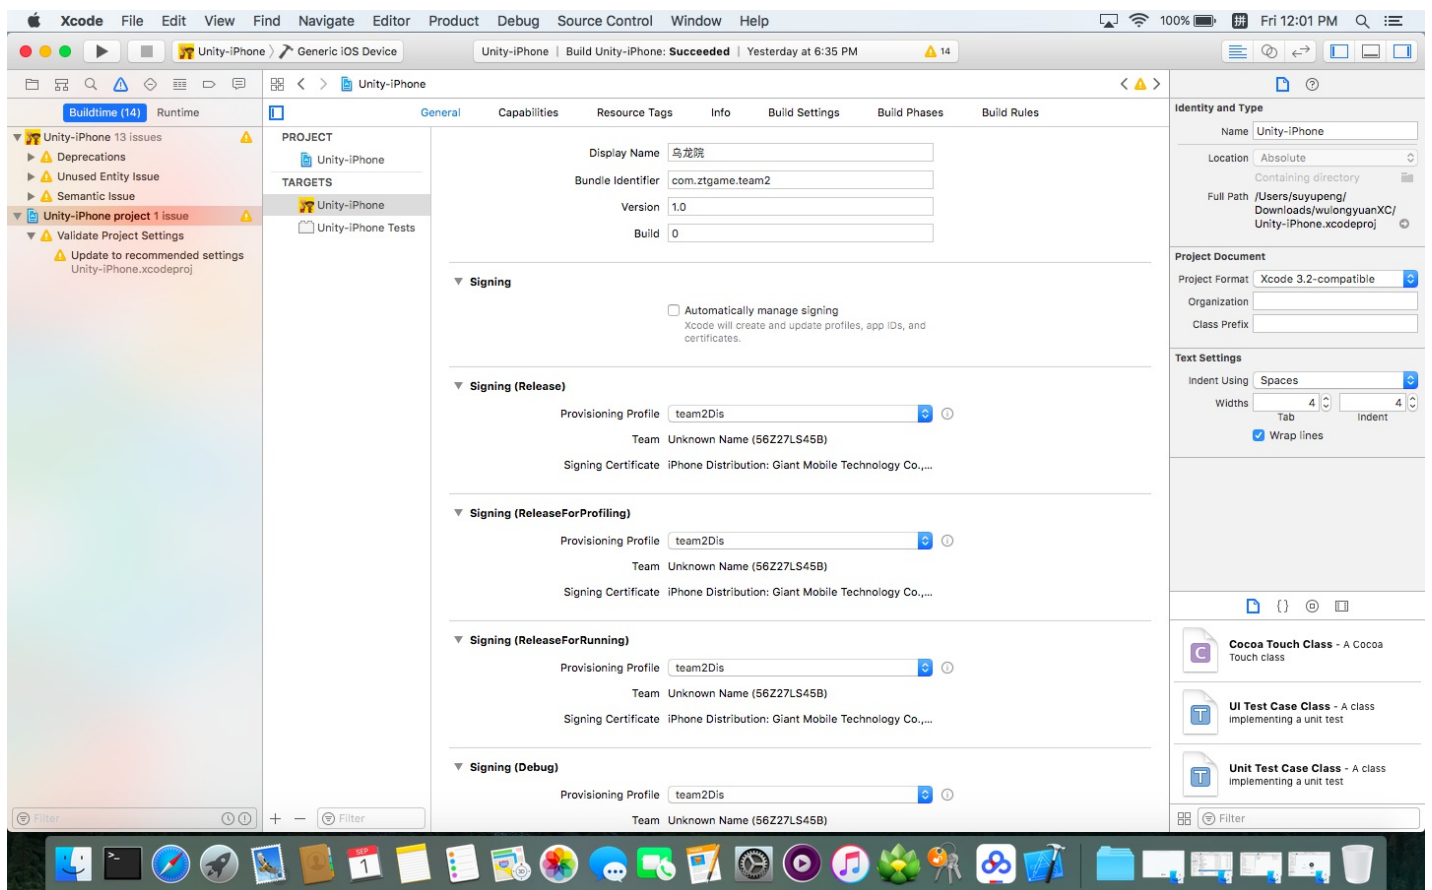 Xcode File Edit View Find Navigate Editor Product Debug Source Control Window Help 100% 拼 Fri 12:01 PM
Unity-iPhone Generic iOS Device Unity-iPhone | Build Unity-iPhone: Succeeded | Yesterday at 6:35 PM 14
Unity-iPhone
Buildtime (14) Runtime
General Capabilities Resource Tags Info Build Settings Build Phases Build Rules
Unity-iPhone 13 issues
Deprecations
Unused Entity Issue
Semantic Issue
Unity-iPhone project 1 issue
Validate Project Settings
Update to recommended settings
Unity-iPhone.xcodeproj
Filter
PROJECT
Unity-iPhone
TARGETS
Unity-iPhone
Unity-iPhone Tests
Filter
Display Name 乌龙院
Bundle Identifier com.ztgame.team2
Version 1.0
Build 0
Signing
Automatically manage signing
Xcode will create and update profiles, app IDs, and
certificates.
Signing (Release)
Provisioning Profile team2Dis
Team Unknown Name (56Z27LS45B)
Signing Certificate iPhone Distribution: Giant Mobile Technology Co.,...
Signing (ReleaseForProfiling)
Provisioning Profile team2Dis
Team Unknown Name (56Z27LS45B)
Signing Certificate iPhone Distribution: Giant Mobile Technology Co.,...
Signing (ReleaseForRunning)
Provisioning Profile team2Dis
Team Unknown Name (56Z27LS45B)
Signing Certificate iPhone Distribution: Giant Mobile Technology Co.,...
Signing (Debug)
Provisioning Profile team2Dis
Team Unknown Name (56Z27LS45B)
Identity and Type
Name Unity-iPhone
Location Absolute
Containing directory
Full Path /Users/suyupeng/
Downloads/wulongyuanXC/
Unity-iPhone.xcodeproj
Project Document
Project Format Xcode 3.2-compatible
Organization
Class Prefix
Text Settings
Indent Using Spaces
Widths 4 4
Tab Indent
Wrap lines
{}
C Cocoa Touch Class - A Cocoa
Touch class
T UI Test Case Class - A class
implementing a unit test
T Unit Test Case Class - A class
implementing a unit test
Filter
SEP
1